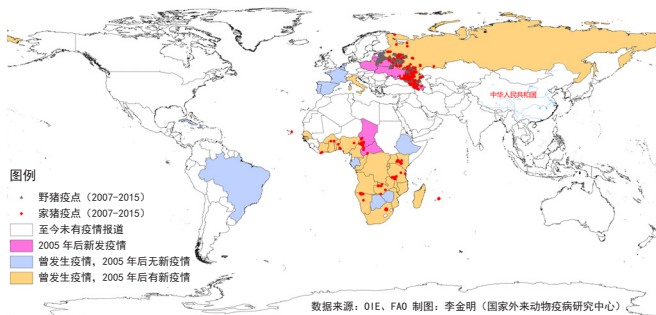 中华人民共和国
图例
野猪疫点（2007-2015）
家猪疫点（2007-2015）
至今未有疫情报道
2005 年后新发疫情
曾发生疫情，2005 年后无新疫情
曾发生疫情，2005 年后有新疫情
数据来源：OIE、FAO 制图：李金明（国家外来动物疫病研究中心）